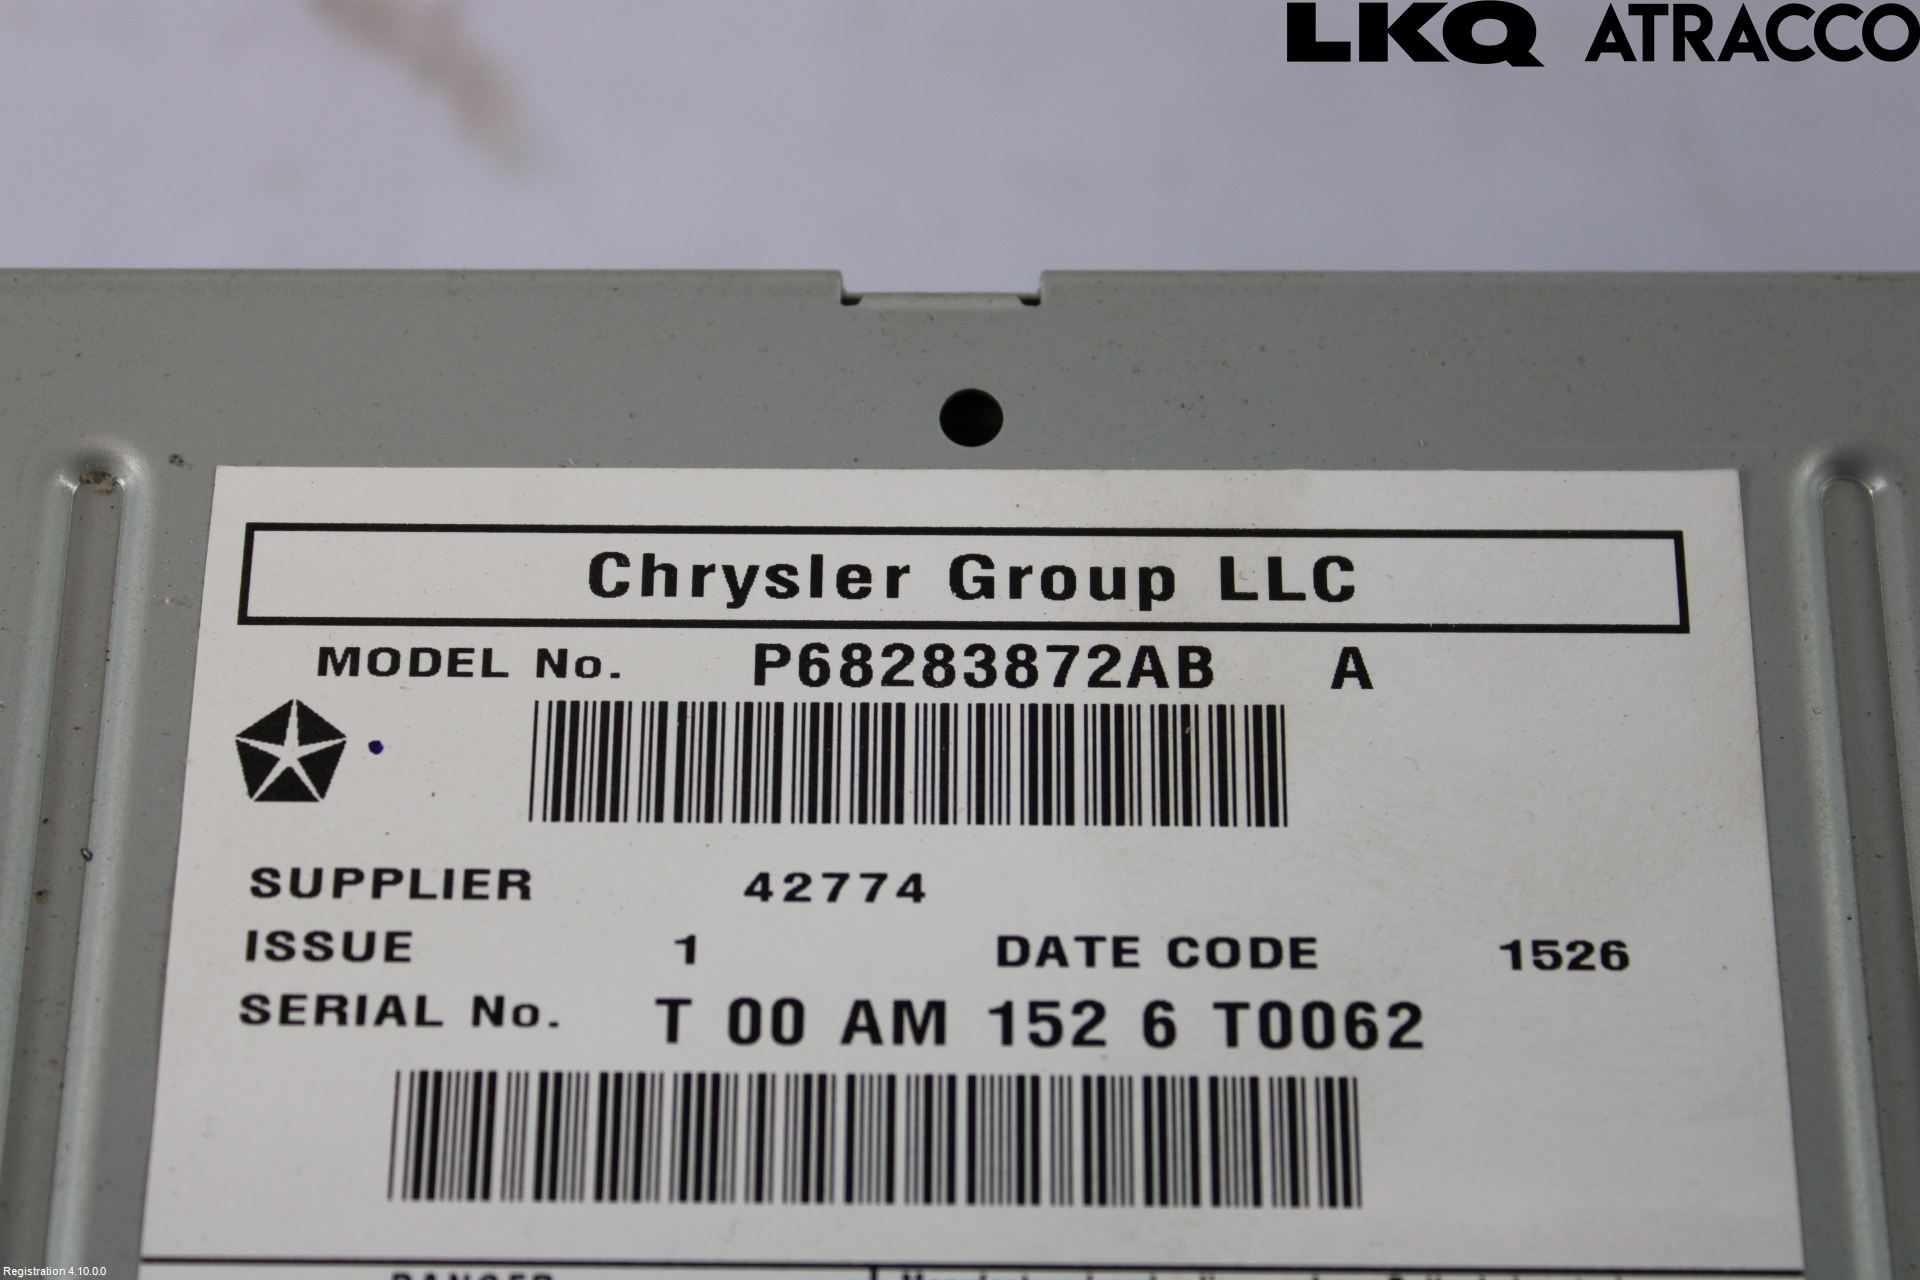 LKQ ATRACCO
Chrysler Group LLC
MODEL No. P68283872AB A
SUPPLIER 42774
ISSUE 1 DATE CODE 1526
SERIAL No. T 00 AM 152 6 T0062
DANGER
Registration 4.10.0.0